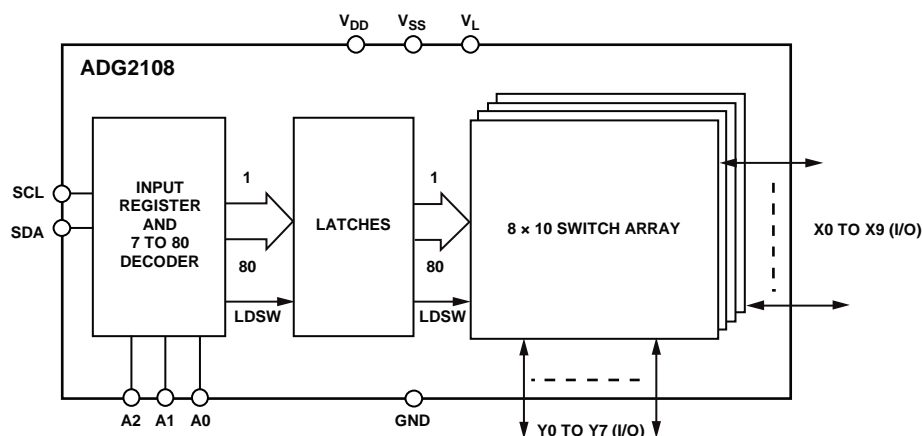 VDD VSS VL
ADG2108
SCL
SDA
INPUT
REGISTER
AND
7 TO 80
DECODER
1
80
LDSW
LATCHES
1
80
LDSW
8 × 10 SWITCH ARRAY
X0 TO X9 (I/O)
A2 A1 A0
GND
Y0 TO Y7 (I/O)